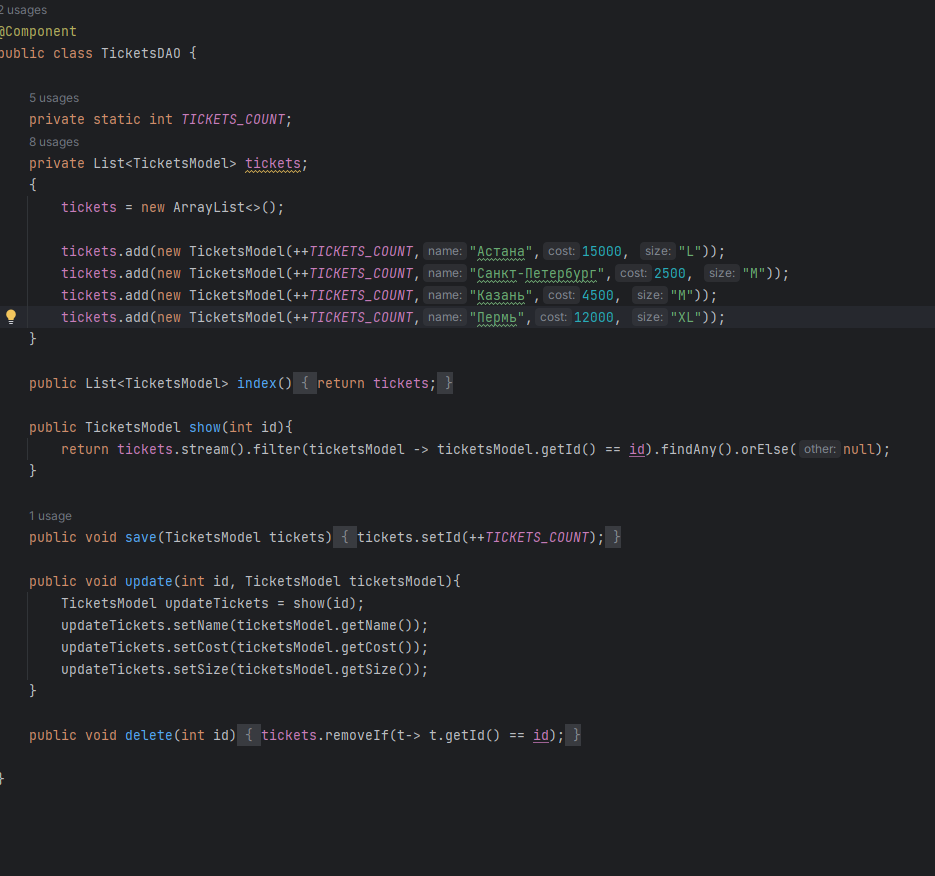 2 usages
@Component
public class TicketsDAO {
5 usages
private static int TICKETS_COUNT;
8 usages
private List<TicketsModel> tickets;
{
tickets = new ArrayList<>();
tickets.add(new TicketsModel(++TICKETS_COUNT, name: "Астана", cost: 15000, size: "L"));
tickets.add(new TicketsModel(++TICKETS_COUNT, name: "Санкт-Петербург", cost: 2500, size: "M"));
tickets.add(new TicketsModel(++TICKETS_COUNT, name: "Казань", cost: 4500, size: "M"));
tickets.add(new TicketsModel(++TICKETS_COUNT, name: "Пермь", cost: 12000, size: "XL"));
}
public List<TicketsModel> index() { return tickets; }
public TicketsModel show(int id){
return tickets.stream().filter(ticketsModel -> ticketsModel.getId() == id).findAny().orElse( other: null);
}
1 usage
public void save(TicketsModel tickets) { tickets.setId(++TICKETS_COUNT); }
public void update(int id, TicketsModel ticketsModel){
TicketsModel updateTickets = show(id);
updateTickets.setName(ticketsModel.getName());
updateTickets.setCost(ticketsModel.getCost());
updateTickets.setSize(ticketsModel.getSize());
}
public void delete(int id) { tickets.removeIf(t-> t.getId() == id); }
}